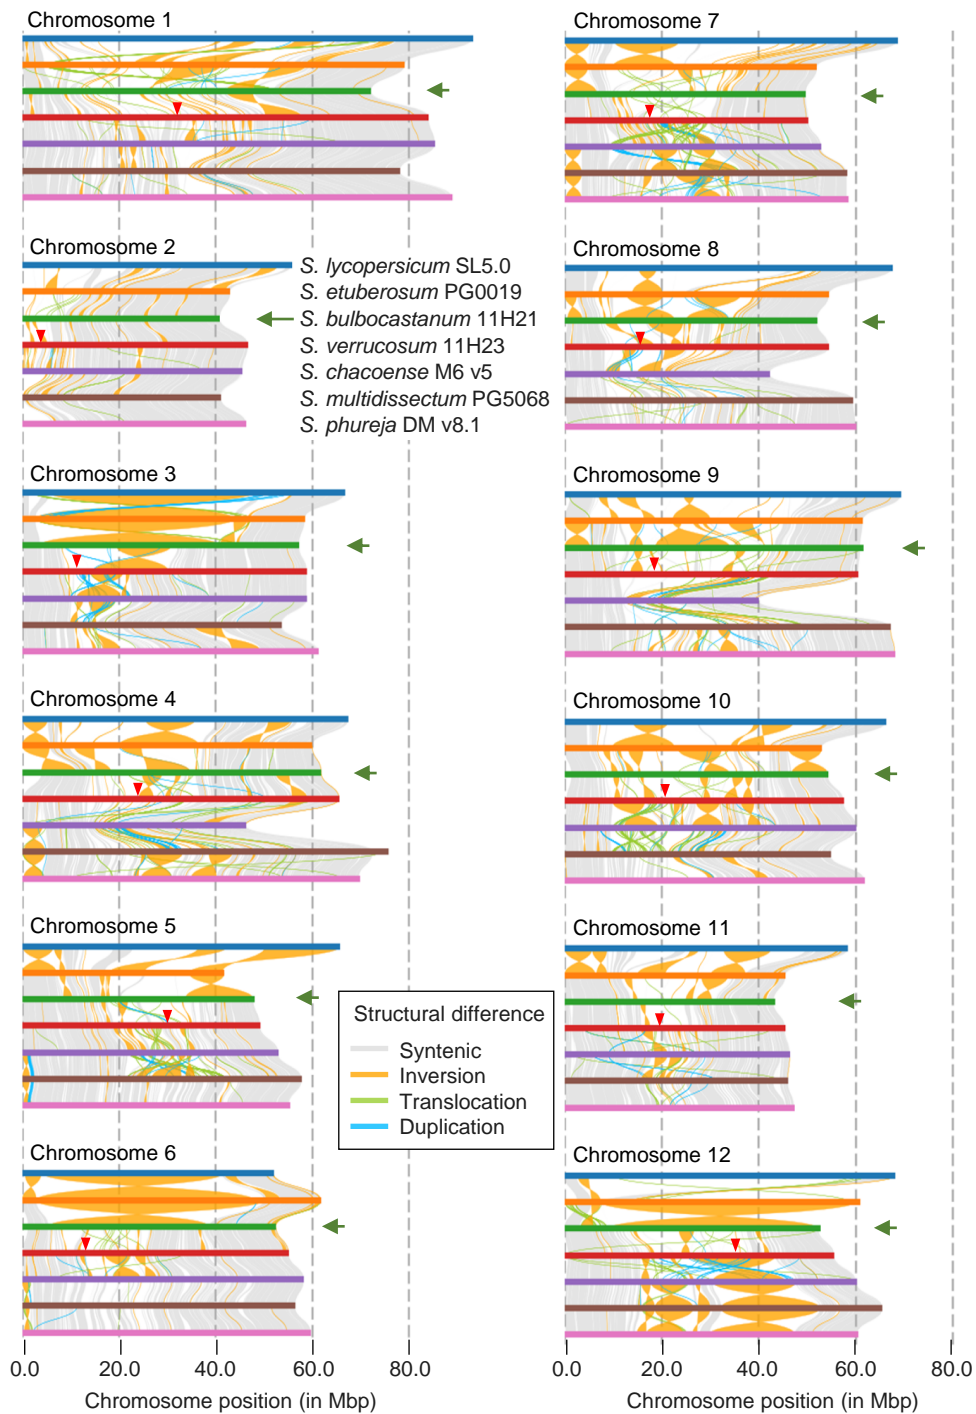 Chromosome 1
Chromosome 2
S. lycopersicum SL5.0
S. etuberosum PG0019
S. bulbocastanum 11H21
S. verrucosum 11H23
S. chacoense M6 v5
S. multidissectum PG5068
S. phureja DM v8.1
Chromosome 3
Chromosome 4
Chromosome 5
Structural difference
Syntenic
Inversion
Translocation
Duplication
Chromosome 6
0.0 20.0 40.0 60.0 80.0
Chromosome position (in Mbp)
Chromosome 7
Chromosome 8
Chromosome 9
Chromosome 10
Chromosome 11
Chromosome 12
0.0 20.0 40.0 60.0 80.0
Chromosome position (in Mbp)